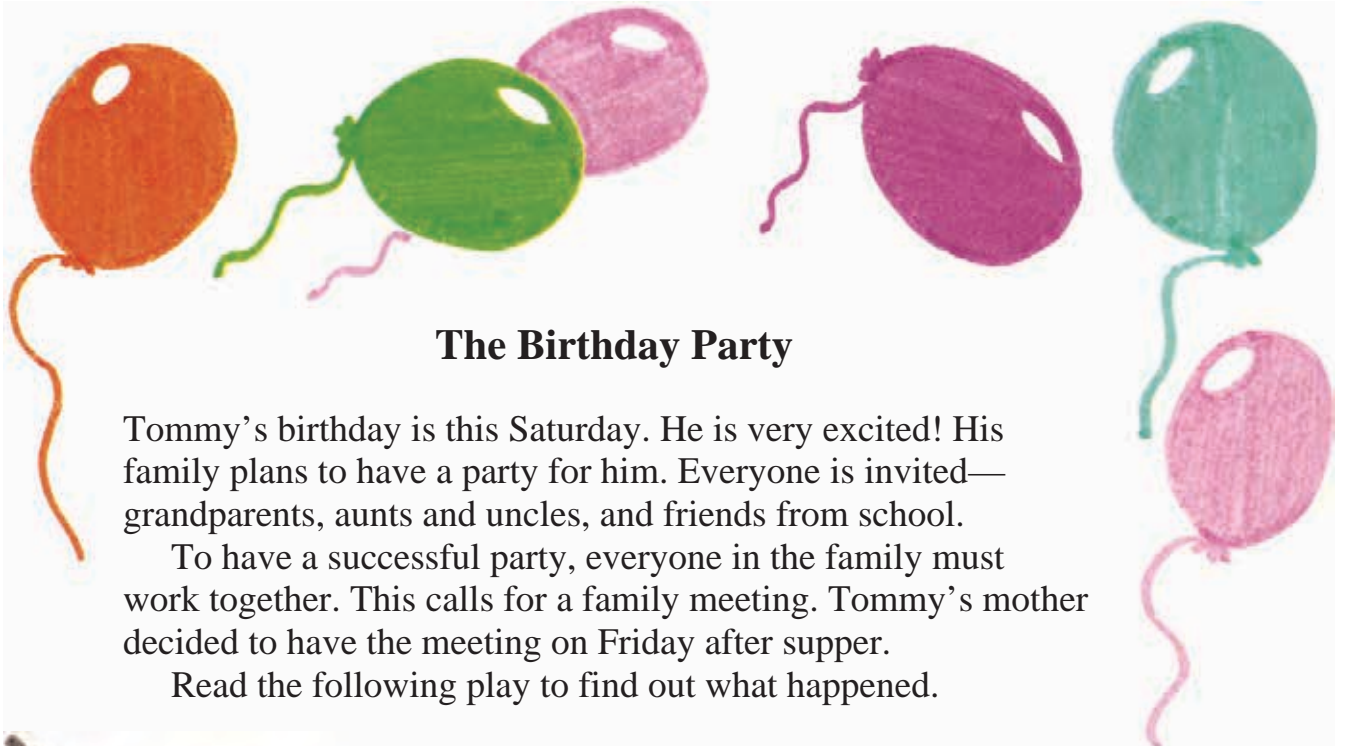 The Birthday Party
Tommy’s birthday is this Saturday. He is very excited! His
family plans to have a party for him. Everyone is invited—
grandparents, aunts and uncles, and friends from school.
To have a successful party, everyone in the family must
work together. This calls for a family meeting. Tommy’s mother
decided to have the meeting on Friday after supper.
Read the following play to find out what happened.